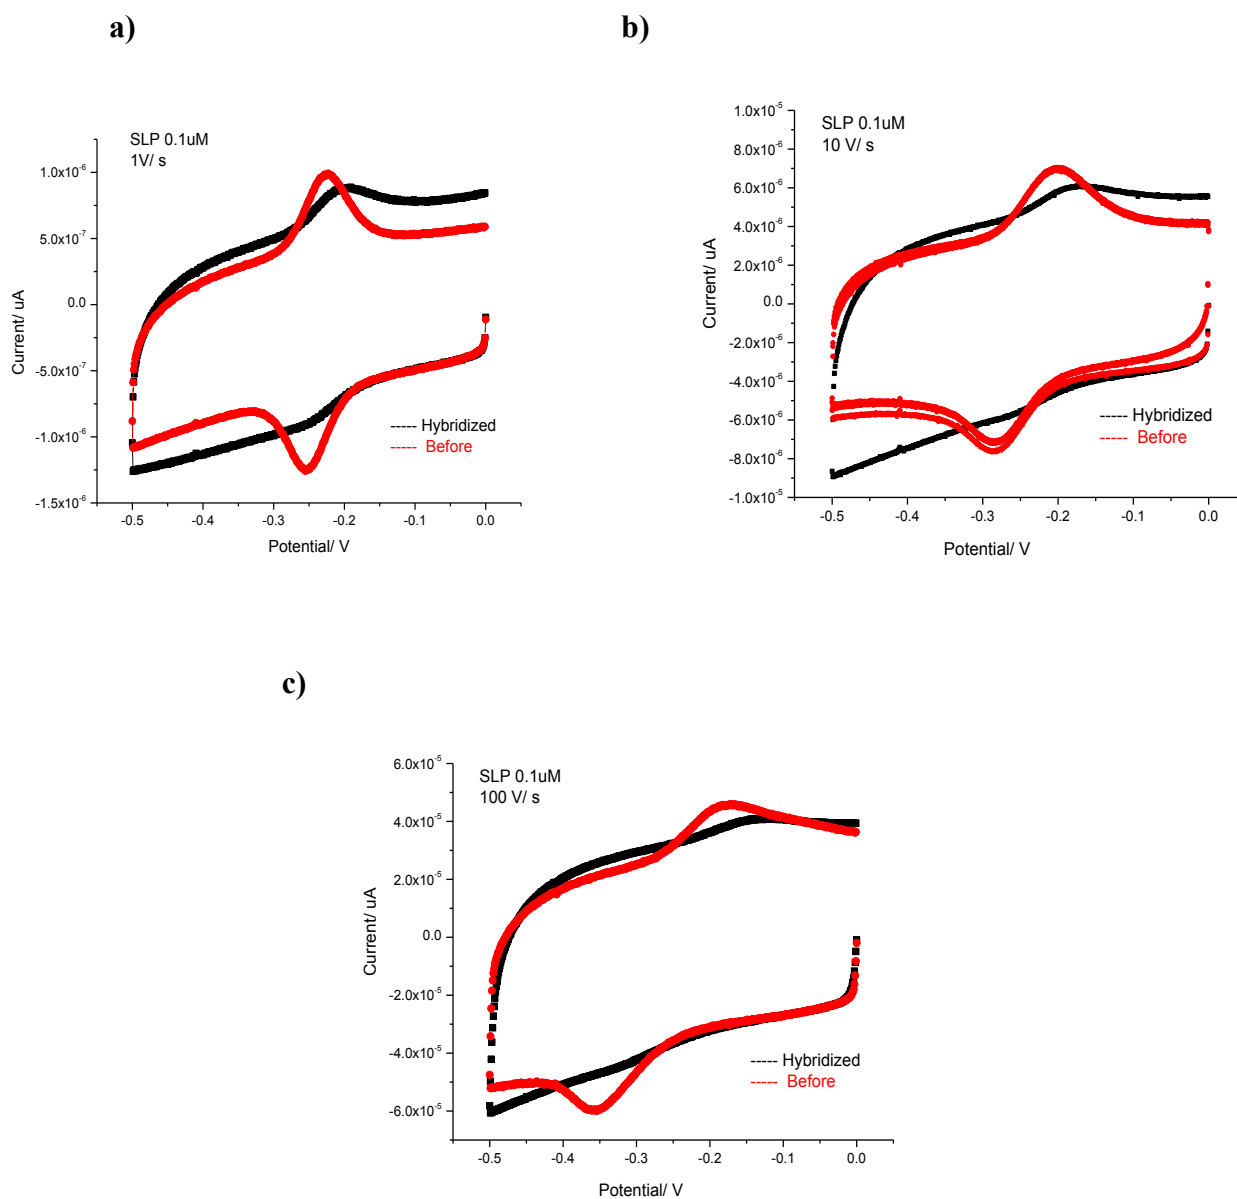 a)
SLP 0.1uM
1V/ s
1.0x10⁻⁶
5.0x10⁻⁷
0.0
-5.0x10⁻⁷
-1.0x10⁻⁶
-1.5x10⁻⁶
Current/ uA
---- Hybridized
----- Before
-0.5 -0.4 -0.3 -0.2 -0.1 0.0
Potential/ V
b)
SLP 0.1uM
10 V/ s
1.0x10⁻⁵
8.0x10⁻⁶
6.0x10⁻⁶
4.0x10⁻⁶
2.0x10⁻⁶
0.0
-2.0x10⁻⁶
-4.0x10⁻⁶
-6.0x10⁻⁶
-8.0x10⁻⁶
-1.0x10⁻⁵
Current/ uA
---- Hybridized
----- Before
-0.5 -0.4 -0.3 -0.2 -0.1 0.0
Potential/ V
c)
SLP 0.1uM
100 V/ s
6.0x10⁻⁵
4.0x10⁻⁵
2.0x10⁻⁵
0.0
-2.0x10⁻⁵
-4.0x10⁻⁵
-6.0x10⁻⁵
Current/ uA
----- Hybridized
----- Before
-0.5 -0.4 -0.3 -0.2 -0.1 0.0
Potential/ V